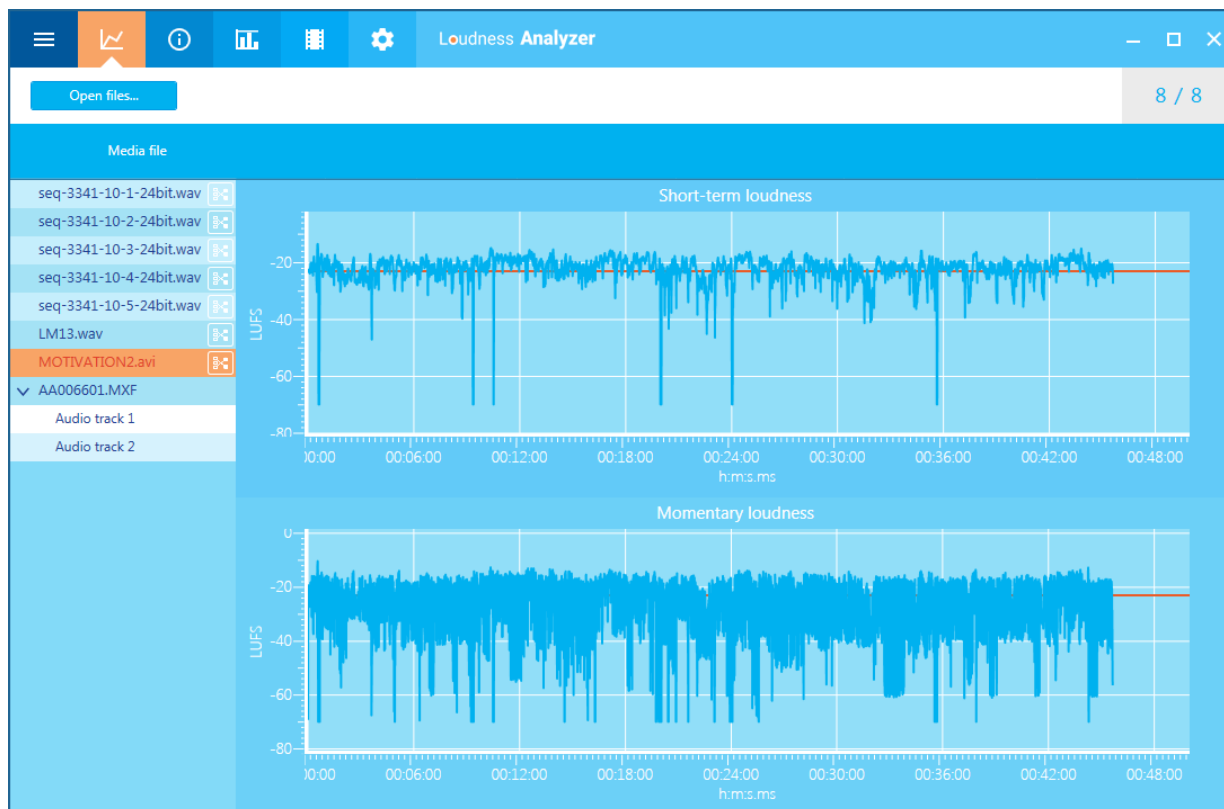 Loudness Analyzer
Open files...
8 / 8
Media file
seq-3341-10-1-24bit.wav
seq-3341-10-2-24bit.wav
seq-3341-10-3-24bit.wav
seq-3341-10-4-24bit.wav
seq-3341-10-5-24bit.wav
LM13.wav
MOTIVATION2.avi
AA006601.MXF
Audio track 1
Audio track 2
Short-term loudness
-20
-40
-60
-80
LUFS
00:00 00:06:00 00:12:00 00:18:00 00:24:00 00:30:00 00:36:00 00:42:00 00:48:00
h:m:s.ms
Momentary loudness
0
-20
-40
-60
-80
LUFS
00:00 00:06:00 00:12:00 00:18:00 00:24:00 00:30:00 00:36:00 00:42:00 00:48:00
h:m:s.ms